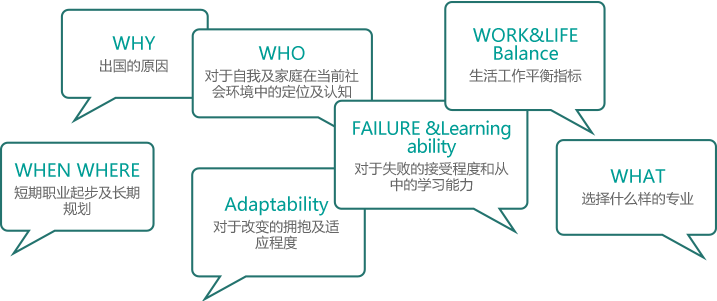 WHY
出国的原因
WHO
对于自我及家庭在当前社
会环境中的定位及认知
WORK&LIFE
Balance
生活工作平衡指标
FAILURE &Learning
ability
对于失败的接受程度和从
中的学习能力
WHEN WHERE
短期职业起步及长期
规划
Adaptability
对于改变的拥抱及适
应程度
WHAT
选择什么样的专业